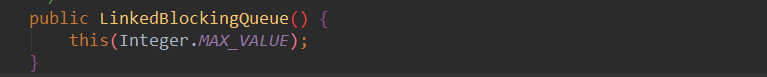 public LinkedBlockingQueue() {
    this(Integer.MAX_VALUE);
}